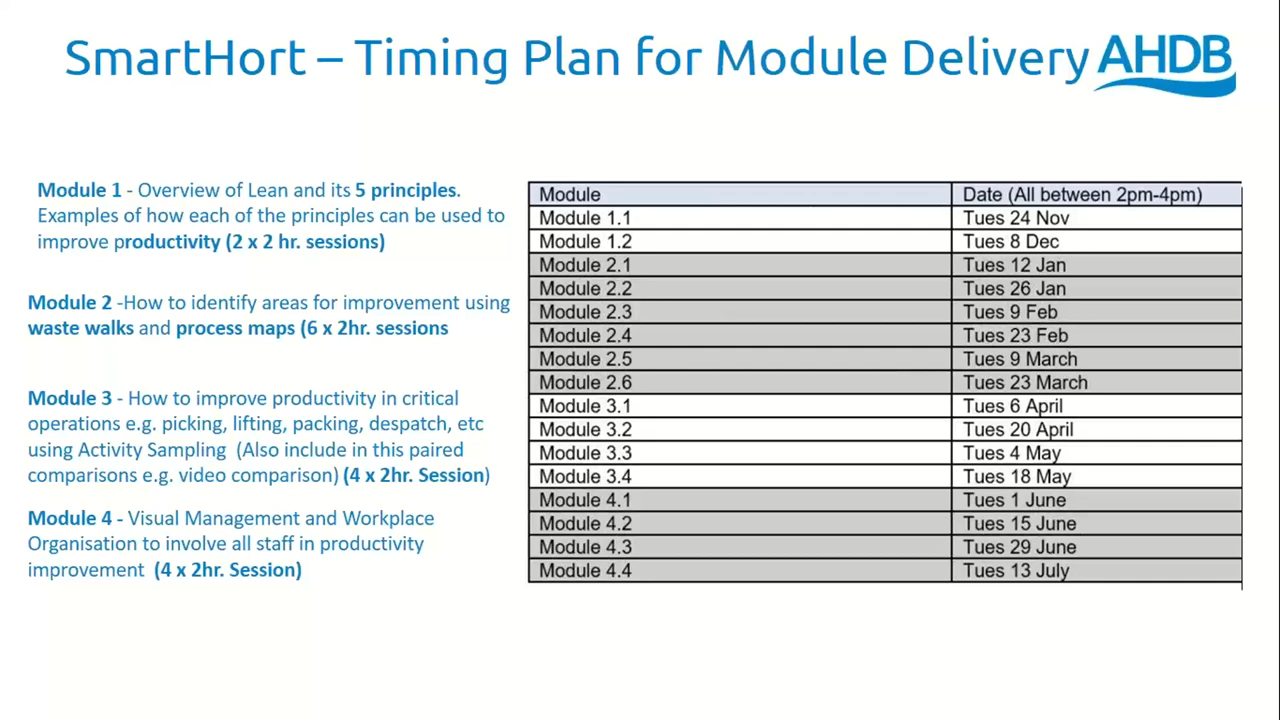 SmartHort – Timing Plan for Module Delivery
AHDB
Module 1 - Overview of Lean and its 5 principles.
Examples of how each of the principles can be used to
improve productivity (2 x 2 hr. sessions)
Module 2 -How to identify areas for improvement using
waste walks and process maps (6 x 2hr. sessions
Module 3 - How to improve productivity in critical
operations e.g. picking, lifting, packing, despatch, etc
using Activity Sampling (Also include in this paired
comparisons e.g. video comparison) (4 x 2hr. Session)
Module 4 - Visual Management and Workplace
Organisation to involve all staff in productivity
improvement (4 x 2hr. Session)
Module Date (All between 2pm-4pm)
Module 1.1 Tues 24 Nov
Module 1.2 Tues 8 Dec
Module 2.1 Tues 12 Jan
Module 2.2 Tues 26 Jan
Module 2.3 Tues 9 Feb
Module 2.4 Tues 23 Feb
Module 2.5 Tues 9 March
Module 2.6 Tues 23 March
Module 3.1 Tues 6 April
Module 3.2 Tues 20 April
Module 3.3 Tues 4 May
Module 3.4 Tues 18 May
Module 4.1 Tues 1 June
Module 4.2 Tues 15 June
Module 4.3 Tues 29 June
Module 4.4 Tues 13 July